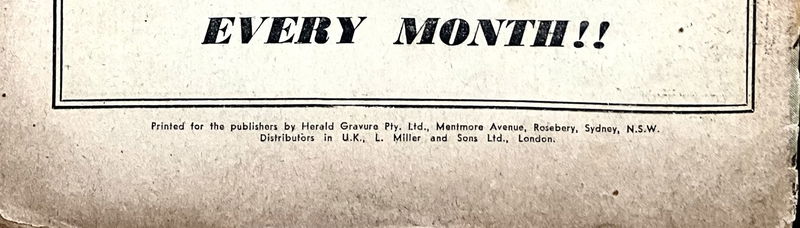 EVERY MONTH!!
Printed for the publishers by Herald Gravure Pty. Ltd., Mentmore Avenue, Rosebery, Sydney, N.S.W.
Distributors in U.K., L. Miller and Sons Ltd., London.